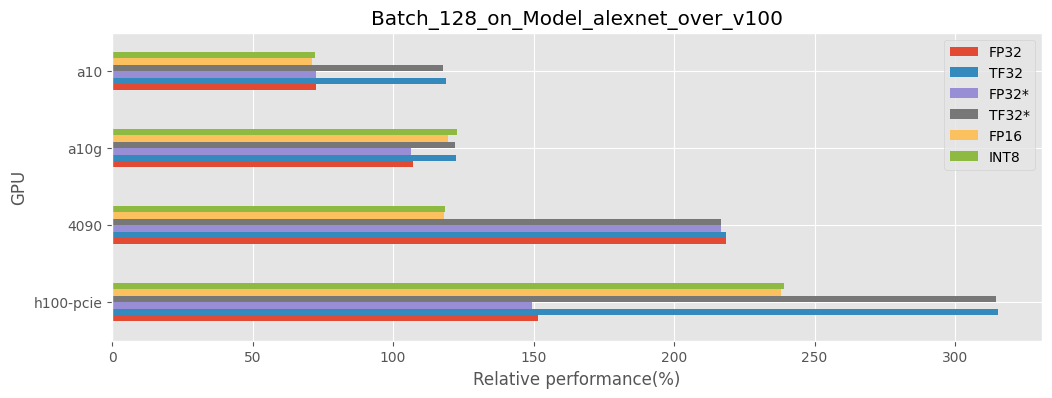 Batch_128_on_Model_alexnet_over_v100
FP32
TF32
FP32*
TF32*
FP16
INT8
GPU
a10
a10g
4090
h100-pcie
0 50 100 150 200 250 300
Relative performance(%)